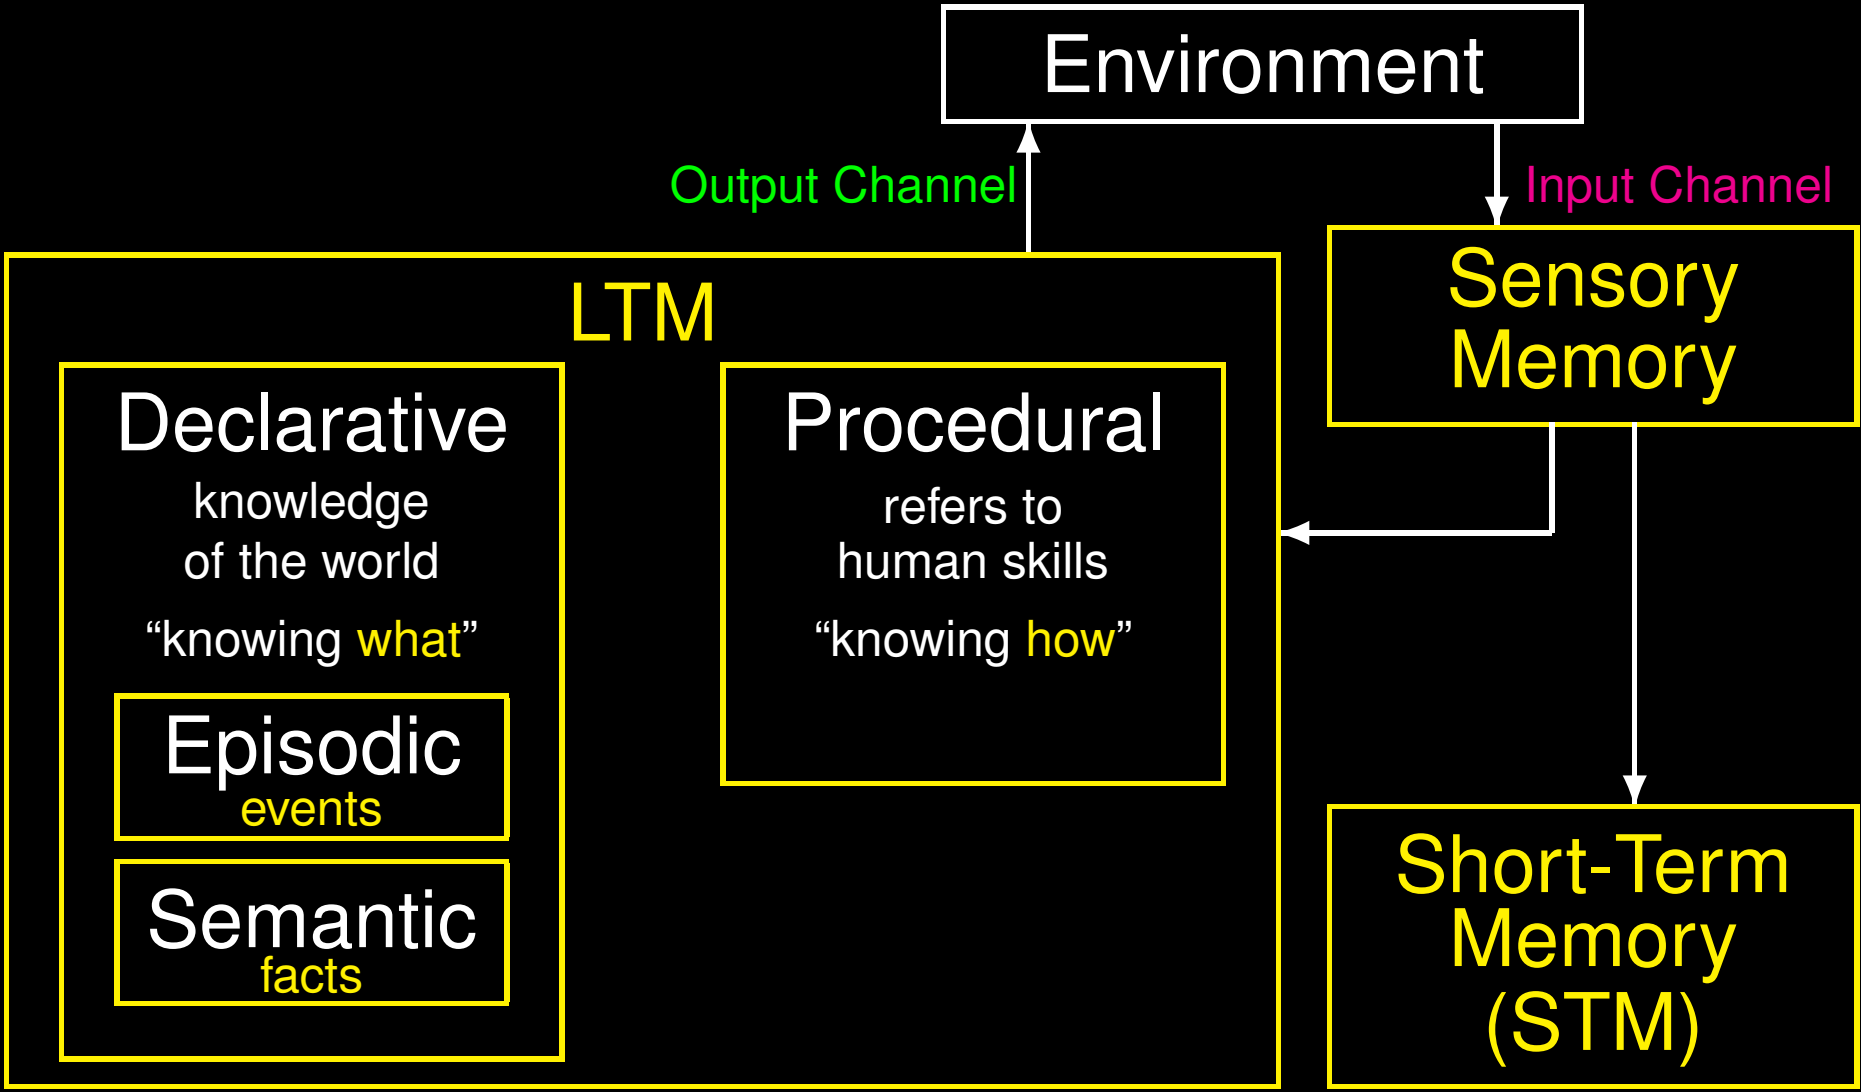 Environment
Output Channel
Input Channel
LTM
Declarative
knowledge
of the world
“knowing what”
Episodic
events
Semantic
facts
Procedural
refers to
human skills
“knowing how”
Sensory
Memory
Short-Term
Memory
(STM)